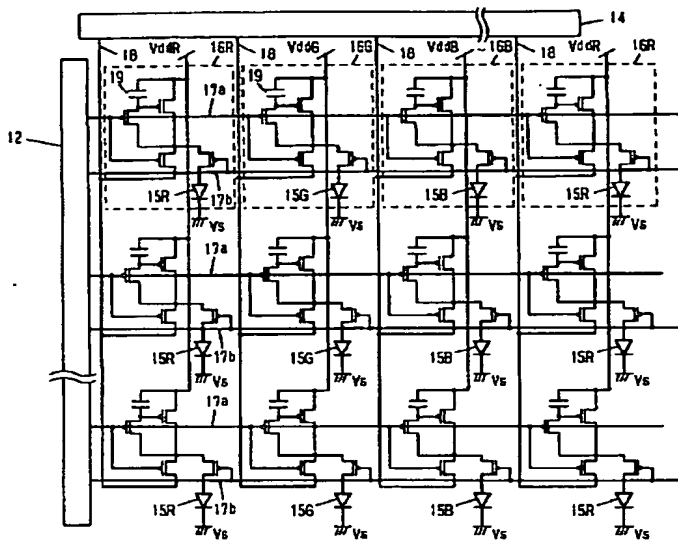 14
18 VddR 16R 18 VddG 16G 18 VddB 16B 18 VddR 16R
19 19
17a
12
15R 17b 15G 15B 15R
Vs Vs Vs Vs
17a
15R 17b 15G 15B 15R
Vs Vs Vs Vs
17a
15R 17b 15G 15B 15R
Vs Vs Vs Vs